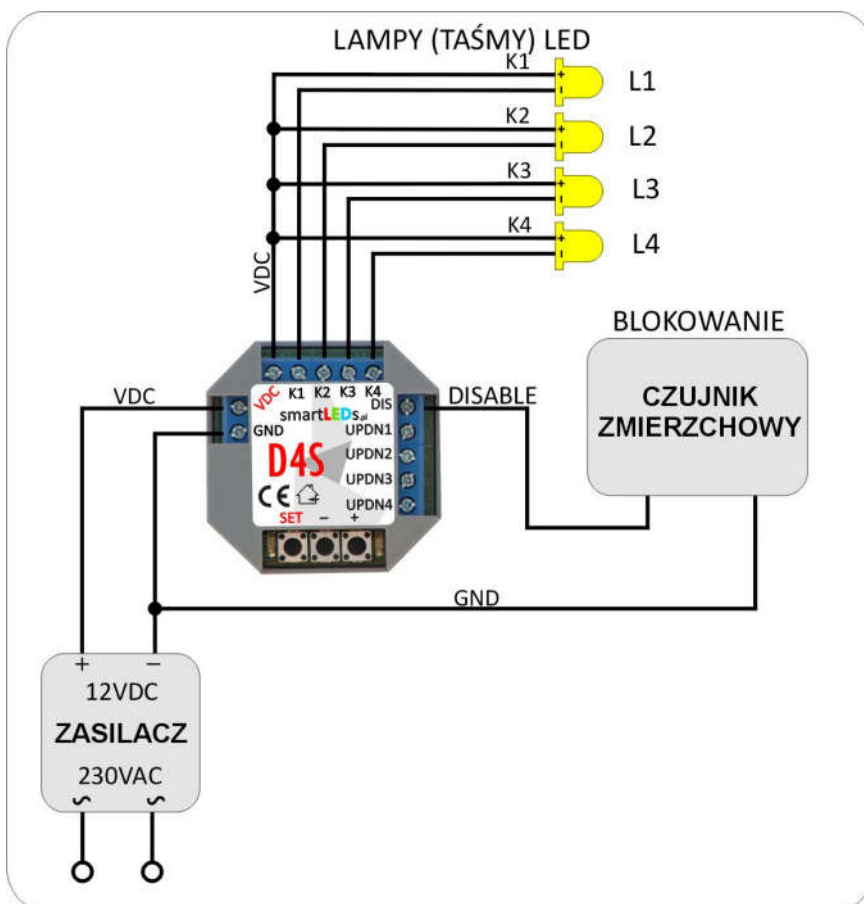 LAMPY (TAŚMY) LED
K1
L1
K2
L2
K3
L3
K4
L4
VDC
BLOKOWANIE
CZUJNIK
ZMIERZCHOWY
VDC
DISABLE
VDC K1 K2 K3 K4
DIS
smartLEDs.pl
GND
UPDN1
D4S
UPDN2
UPDN3
CE
UPDN4
SET – +
GND
+ –
12VDC
ZASILACZ
230VAC